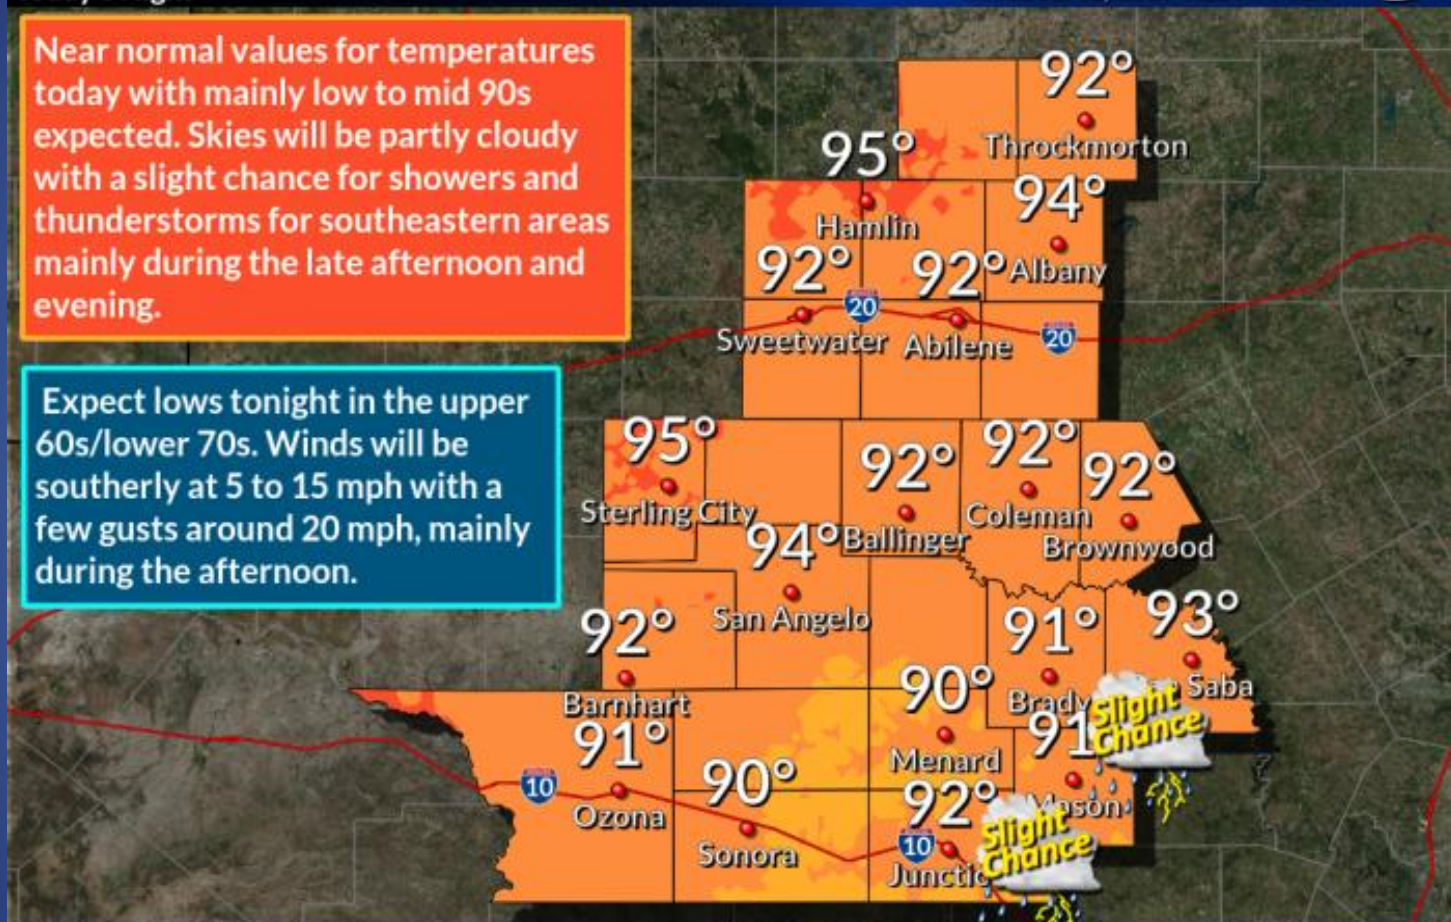 Near normal values for temperatures
today with mainly low to mid 90s
expected. Skies will be partly cloudy
with a slight chance for showers and
thunderstorms for southeastern areas
mainly during the late afternoon and
evening.
Expect lows tonight in the upper
60s/lower 70s. Winds will be
southerly at 5 to 15 mph with a
few gusts around 20 mph, mainly
during the afternoon.
92°
Throckmorton
95°
Hamlin
94°
Albany
92°
Sweetwater
92°
Abilene
20
20
95°
Sterling City
92°
Ballinger
92°
Coleman
92°
Brownwood
94°
San Angelo
92°
Barnhart
91°
Brady
93°
Saba
90°
Menard
91
Mason
Slight
Chance
91°
Ozona
10
90°
Sonora
92°
10
Junctio
Slight
Chance